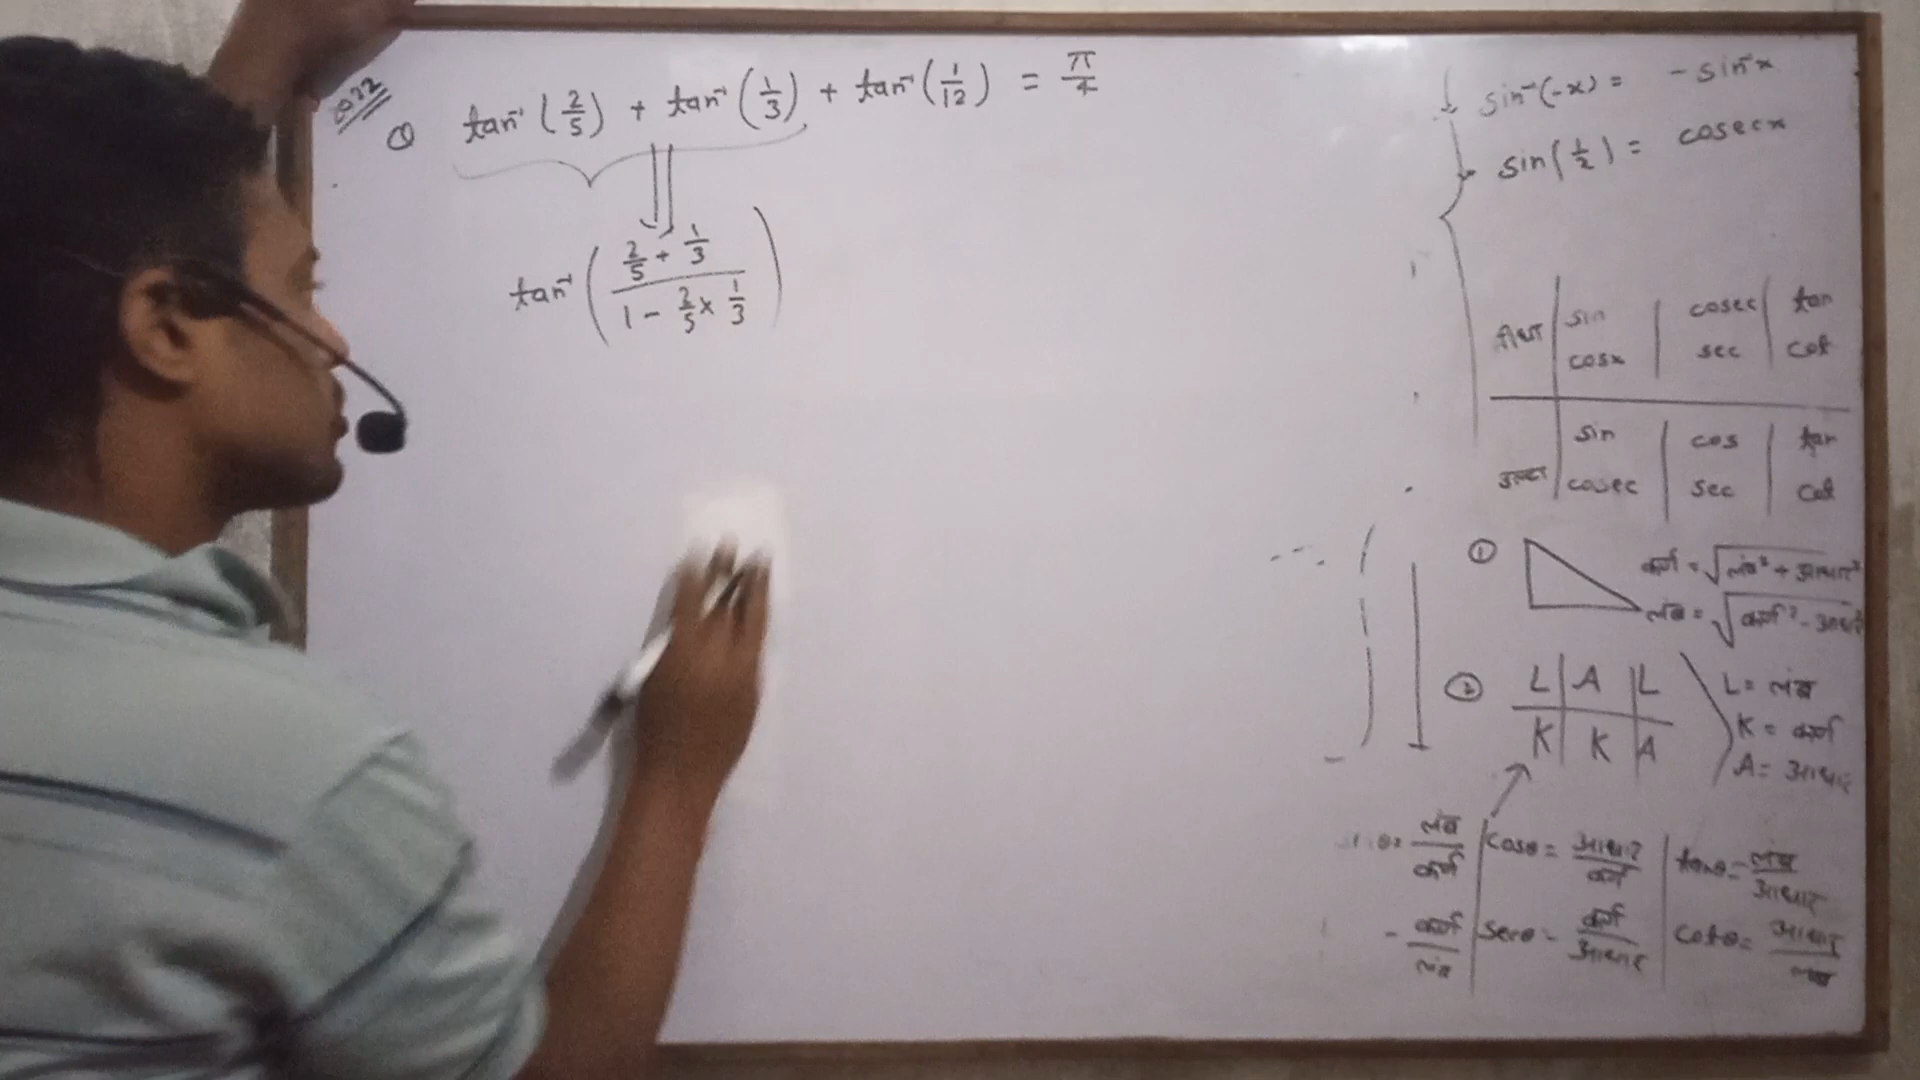 2022
① tan⁻¹(2/5) + tan⁻¹(1/3) + tan⁻¹(1/12) = π/4
tan⁻¹( (2/5 + 1/3) / (1 - 2/5 × 1/3) )
sin⁻¹(-x) = -sin⁻¹x
sin(1/2) = cosecx
sin | cosec | tan
cosx | sec | cot
उल्टा
sin | cos | tan
cosec | sec | cot
① कर्ण = √लंब² + आधार²
लंब = √कर्ण² - आधार²
② L | A | L
K | K | A
L = लंब
K = कर्ण
A = आधार
θ = लंब/कर्ण | cosθ = आधार/कर्ण | tanθ = लंब/आधार
- कर्ण/लंब | secθ - कर्ण/आधार | cotθ = आधार/लंब